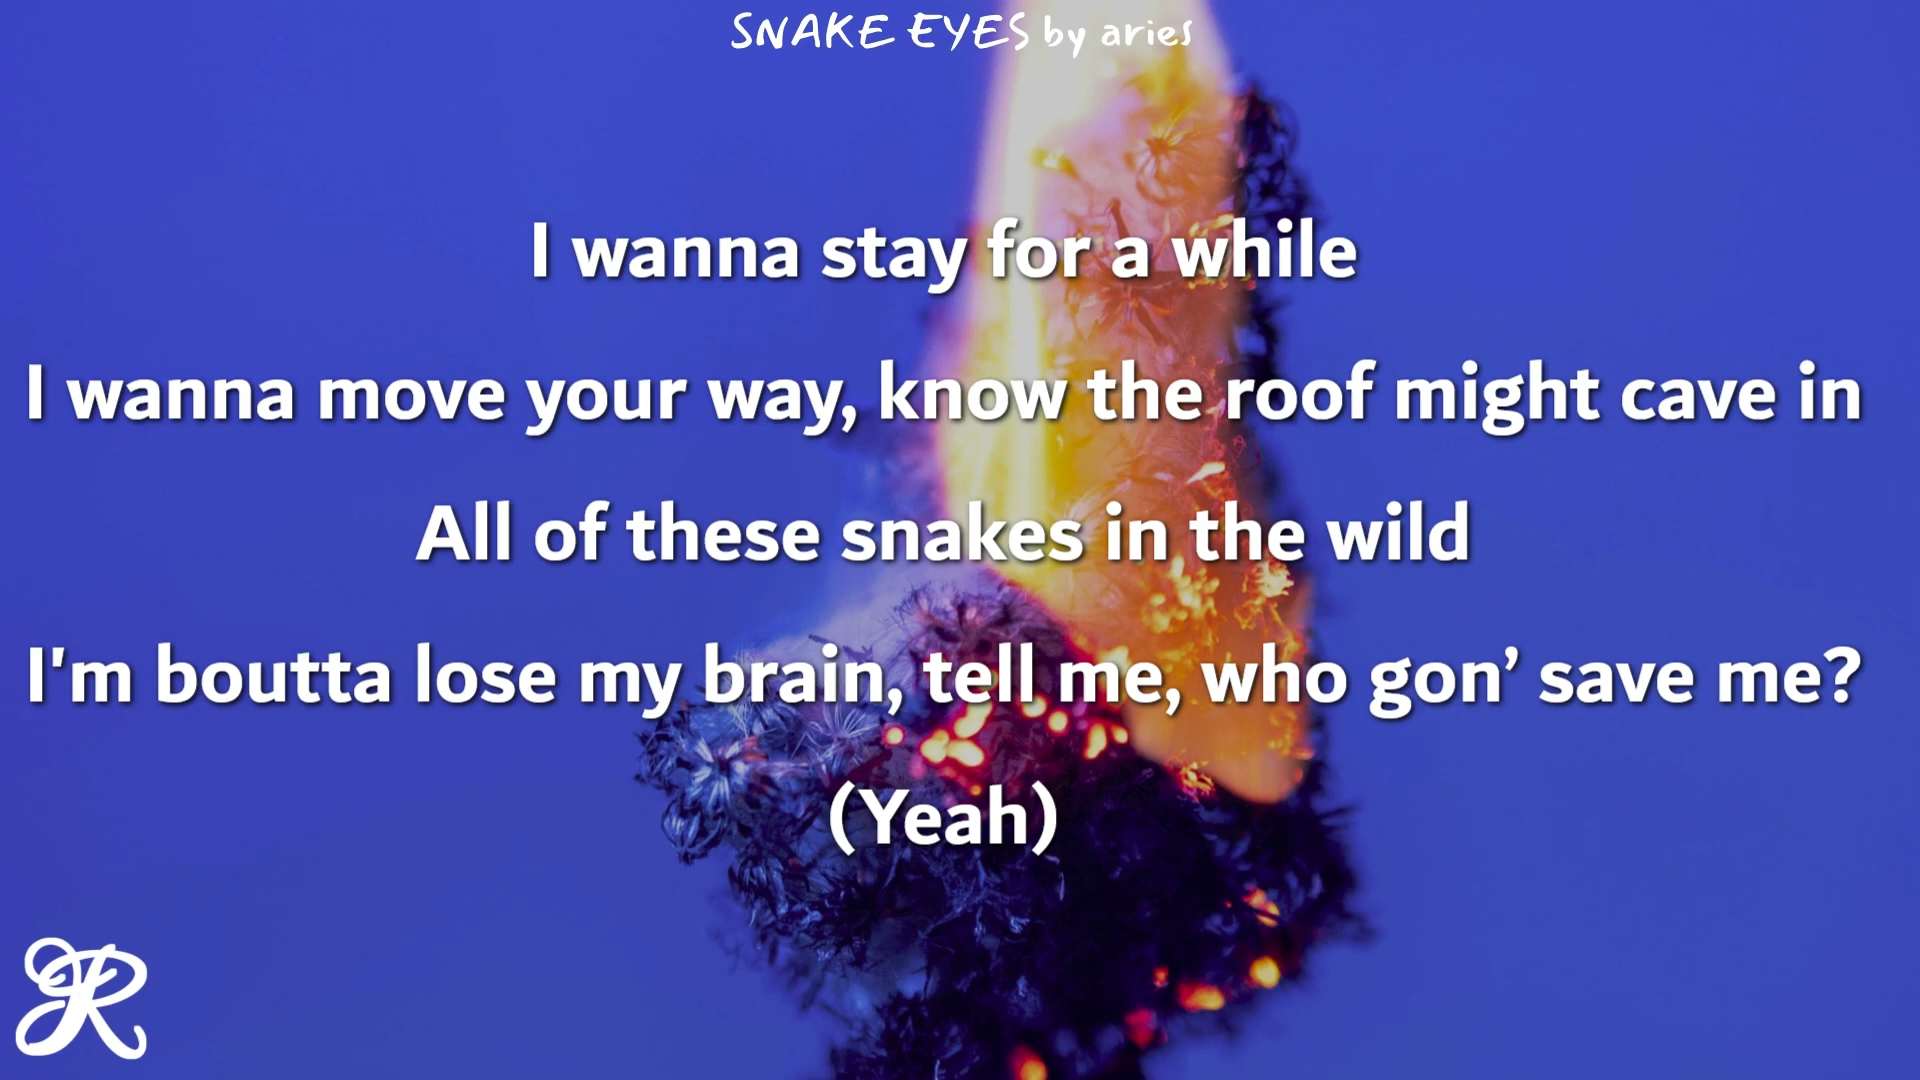 SNAKE EYES by aries
I wanna stay for a while
I wanna move your way, know the roof might cave in
All of these snakes in the wild
I'm boutta lose my brain, tell me, who gon’ save me?
(Yeah)
R